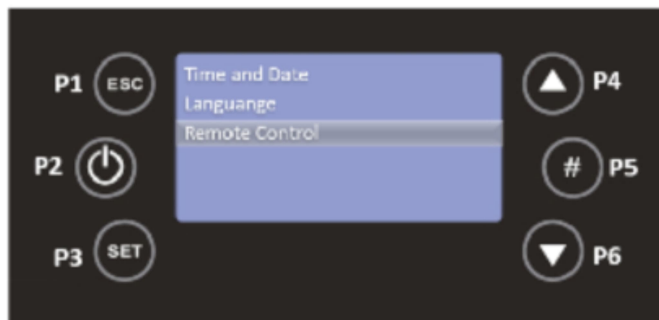 P1 ESC
Time and Date
P4
Languange
Remote Control
P2
# P5
P3 SET
P6